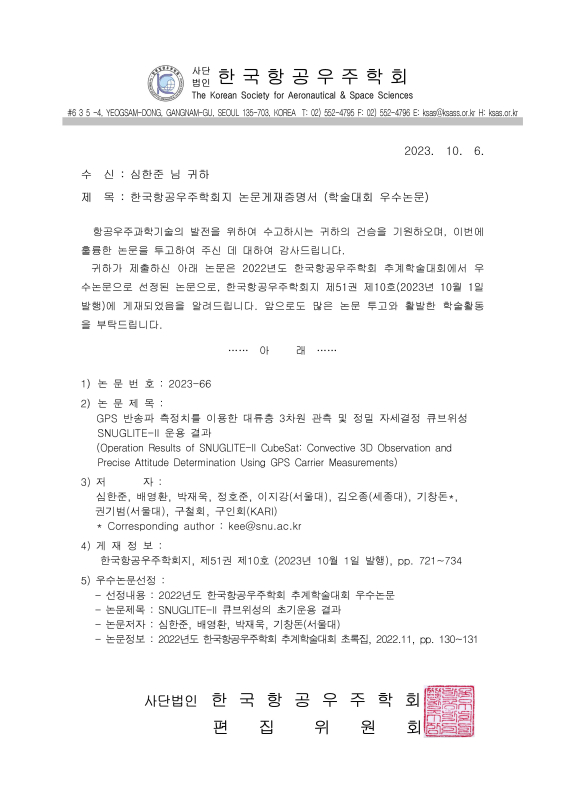 사단
법인 한국항공우주학회
The Korean Society for Aeronautical & Space Sciences
#6 3 5 -4, YEOGSAM-DONG, GANGNAM-GU, SEOUL 135-703, KOREA T: 02) 552-4795 F: 02) 552-4796 E: ksas@ksass.or.kr H: ksas.or.kr
2023. 10. 6.
수 신 : 심한준 님 귀하
제 목 : 한국항공우주학회지 논문게재증명서 (학술대회 우수논문)
항공우주과학기술의 발전을 위하여 수고하시는 귀하의 건승을 기원하오며, 이번에
훌륭한 논문을 투고하여 주신 데 대하여 감사드립니다.
귀하가 제출하신 아래 논문은 2022년도 한국항공우주학회 추계학술대회에서 우
수논문으로 선정된 논문으로, 한국항공우주학회지 제51권 제10호(2023년 10월 1일
발행)에 게재되었음을 알려드립니다. 앞으로도 많은 논문 투고와 활발한 학술활동
을 부탁드립니다.
…… 아 래 ……
1) 논 문 번 호 : 2023-66
2) 논 문 제 목 :
GPS 반송파 측정치를 이용한 대류층 3차원 관측 및 정밀 자세결정 큐브위성
SNUGLITE-II 운용 결과
(Operation Results of SNUGLITE-II CubeSat: Convective 3D Observation and
Precise Attitude Determination Using GPS Carrier Measurements)
3) 저 자 :
심한준, 배영환, 박재욱, 정호준, 이지강(서울대), 김오종(세종대), 기창돈*,
권기범(서울대), 구철회, 구인회(KARI)
* Corresponding author : kee@snu.ac.kr
4) 게 재 정 보 :
한국항공우주학회지, 제51권 제10호 (2023년 10월 1일 발행), pp. 721~734
5) 우수논문선정 :
- 선정내용 : 2022년도 한국항공우주학회 추계학술대회 우수논문
- 논문제목 : SNUGLITE-II 큐브위성의 초기운용 결과
- 논문저자 : 심한준, 배영환, 박재욱, 기창돈(서울대)
- 논문정보 : 2022년도 한국항공우주학회 추계학술대회 초록집, 2022.11, pp. 130~131
사단법인 한 국 항 공 우 주 학 회
편 집 위 원 회